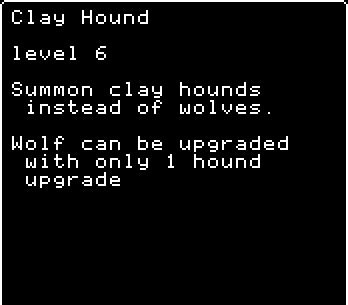 Clay Hound
level 6
Summon clay hounds
instead of wolves.
Wolf can be upgraded
with only 1 hound
upgrade